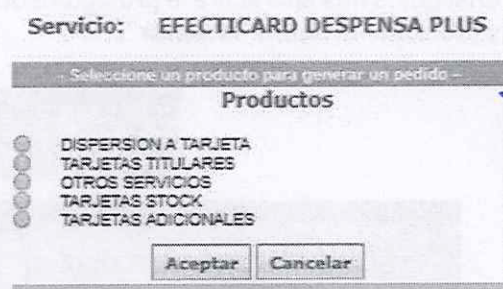 Servicio: EFECTICARD DESPENSA PLUS
- Seleccione un producto para generar un pedido -
Productos
DISPERSION A TARJETA
TARJETAS TITULARES
OTROS SERVICIOS
TARJETAS STOCK
TARJETAS ADICIONALES
Aceptar Cancelar